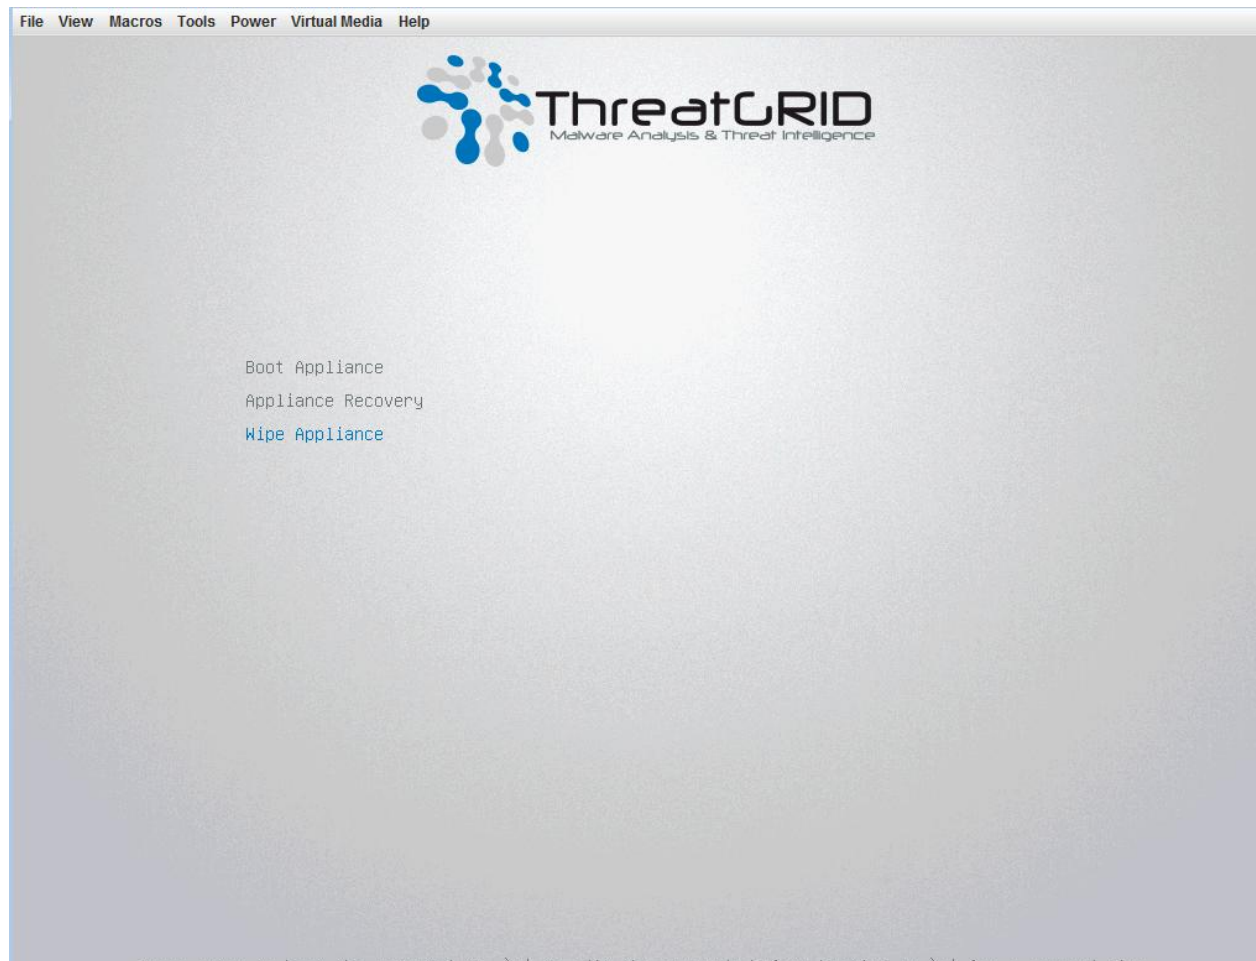 File View Macros Tools Power Virtual Media Help
ThreatGRID
Malware Analysis & Threat Intelligence
Boot Appliance
Appliance Recovery
Wipe Appliance